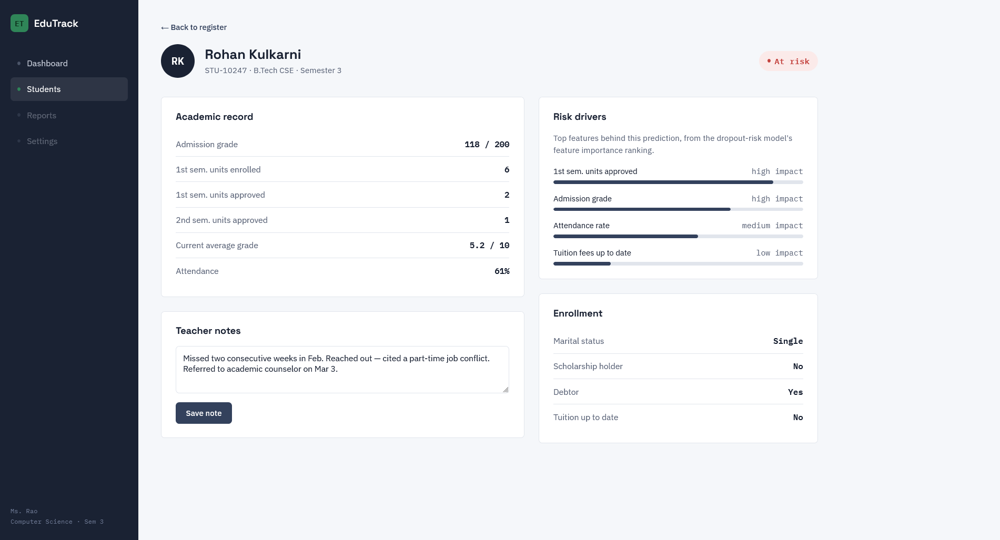 ET EduTrack
Dashboard
Students
Reports
Settings
Ms. Rao
Computer Science · Sem 3
← Back to register
RK
Rohan Kulkarni
STU-10247 · B.Tech CSE · Semester 3
At risk
Academic record
Admission grade 118 / 200
1st sem. units enrolled 6
1st sem. units approved 2
2nd sem. units approved 1
Current average grade 5.2 / 10
Attendance 61%
Teacher notes
Missed two consecutive weeks in Feb. Reached out — cited a part-time job conflict.
Referred to academic counselor on Mar 3.
Save note
Risk drivers
Top features behind this prediction, from the dropout-risk model's
feature importance ranking.
1st sem. units approved high impact
Admission grade high impact
Attendance rate medium impact
Tuition fees up to date low impact
Enrollment
Marital status Single
Scholarship holder No
Debtor Yes
Tuition up to date No